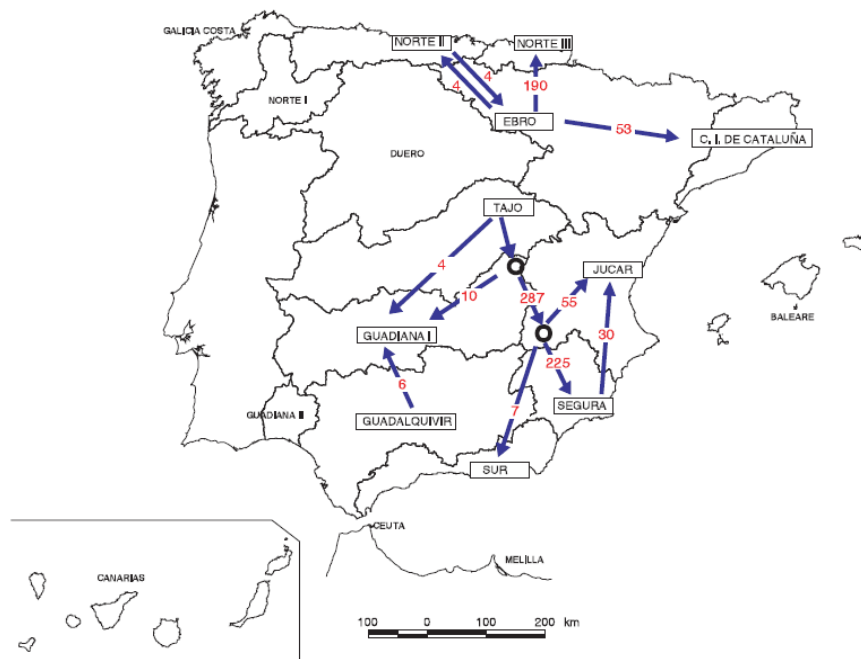 GALICIA COSTA
NORTE II
NORTE III
4
4
190
NORTE I
EBRO
53
C. I. DE CATALUÑA
DUERO
TAJO
4
JUCAR
10
287
55
BALEARE
GUADIANA I
30
225
6
SEGURA
7
GUADIANA II
GUADALQUIVIR
SUR
CEUTA
MELILLA
CANARIAS
100 0 100 200 km